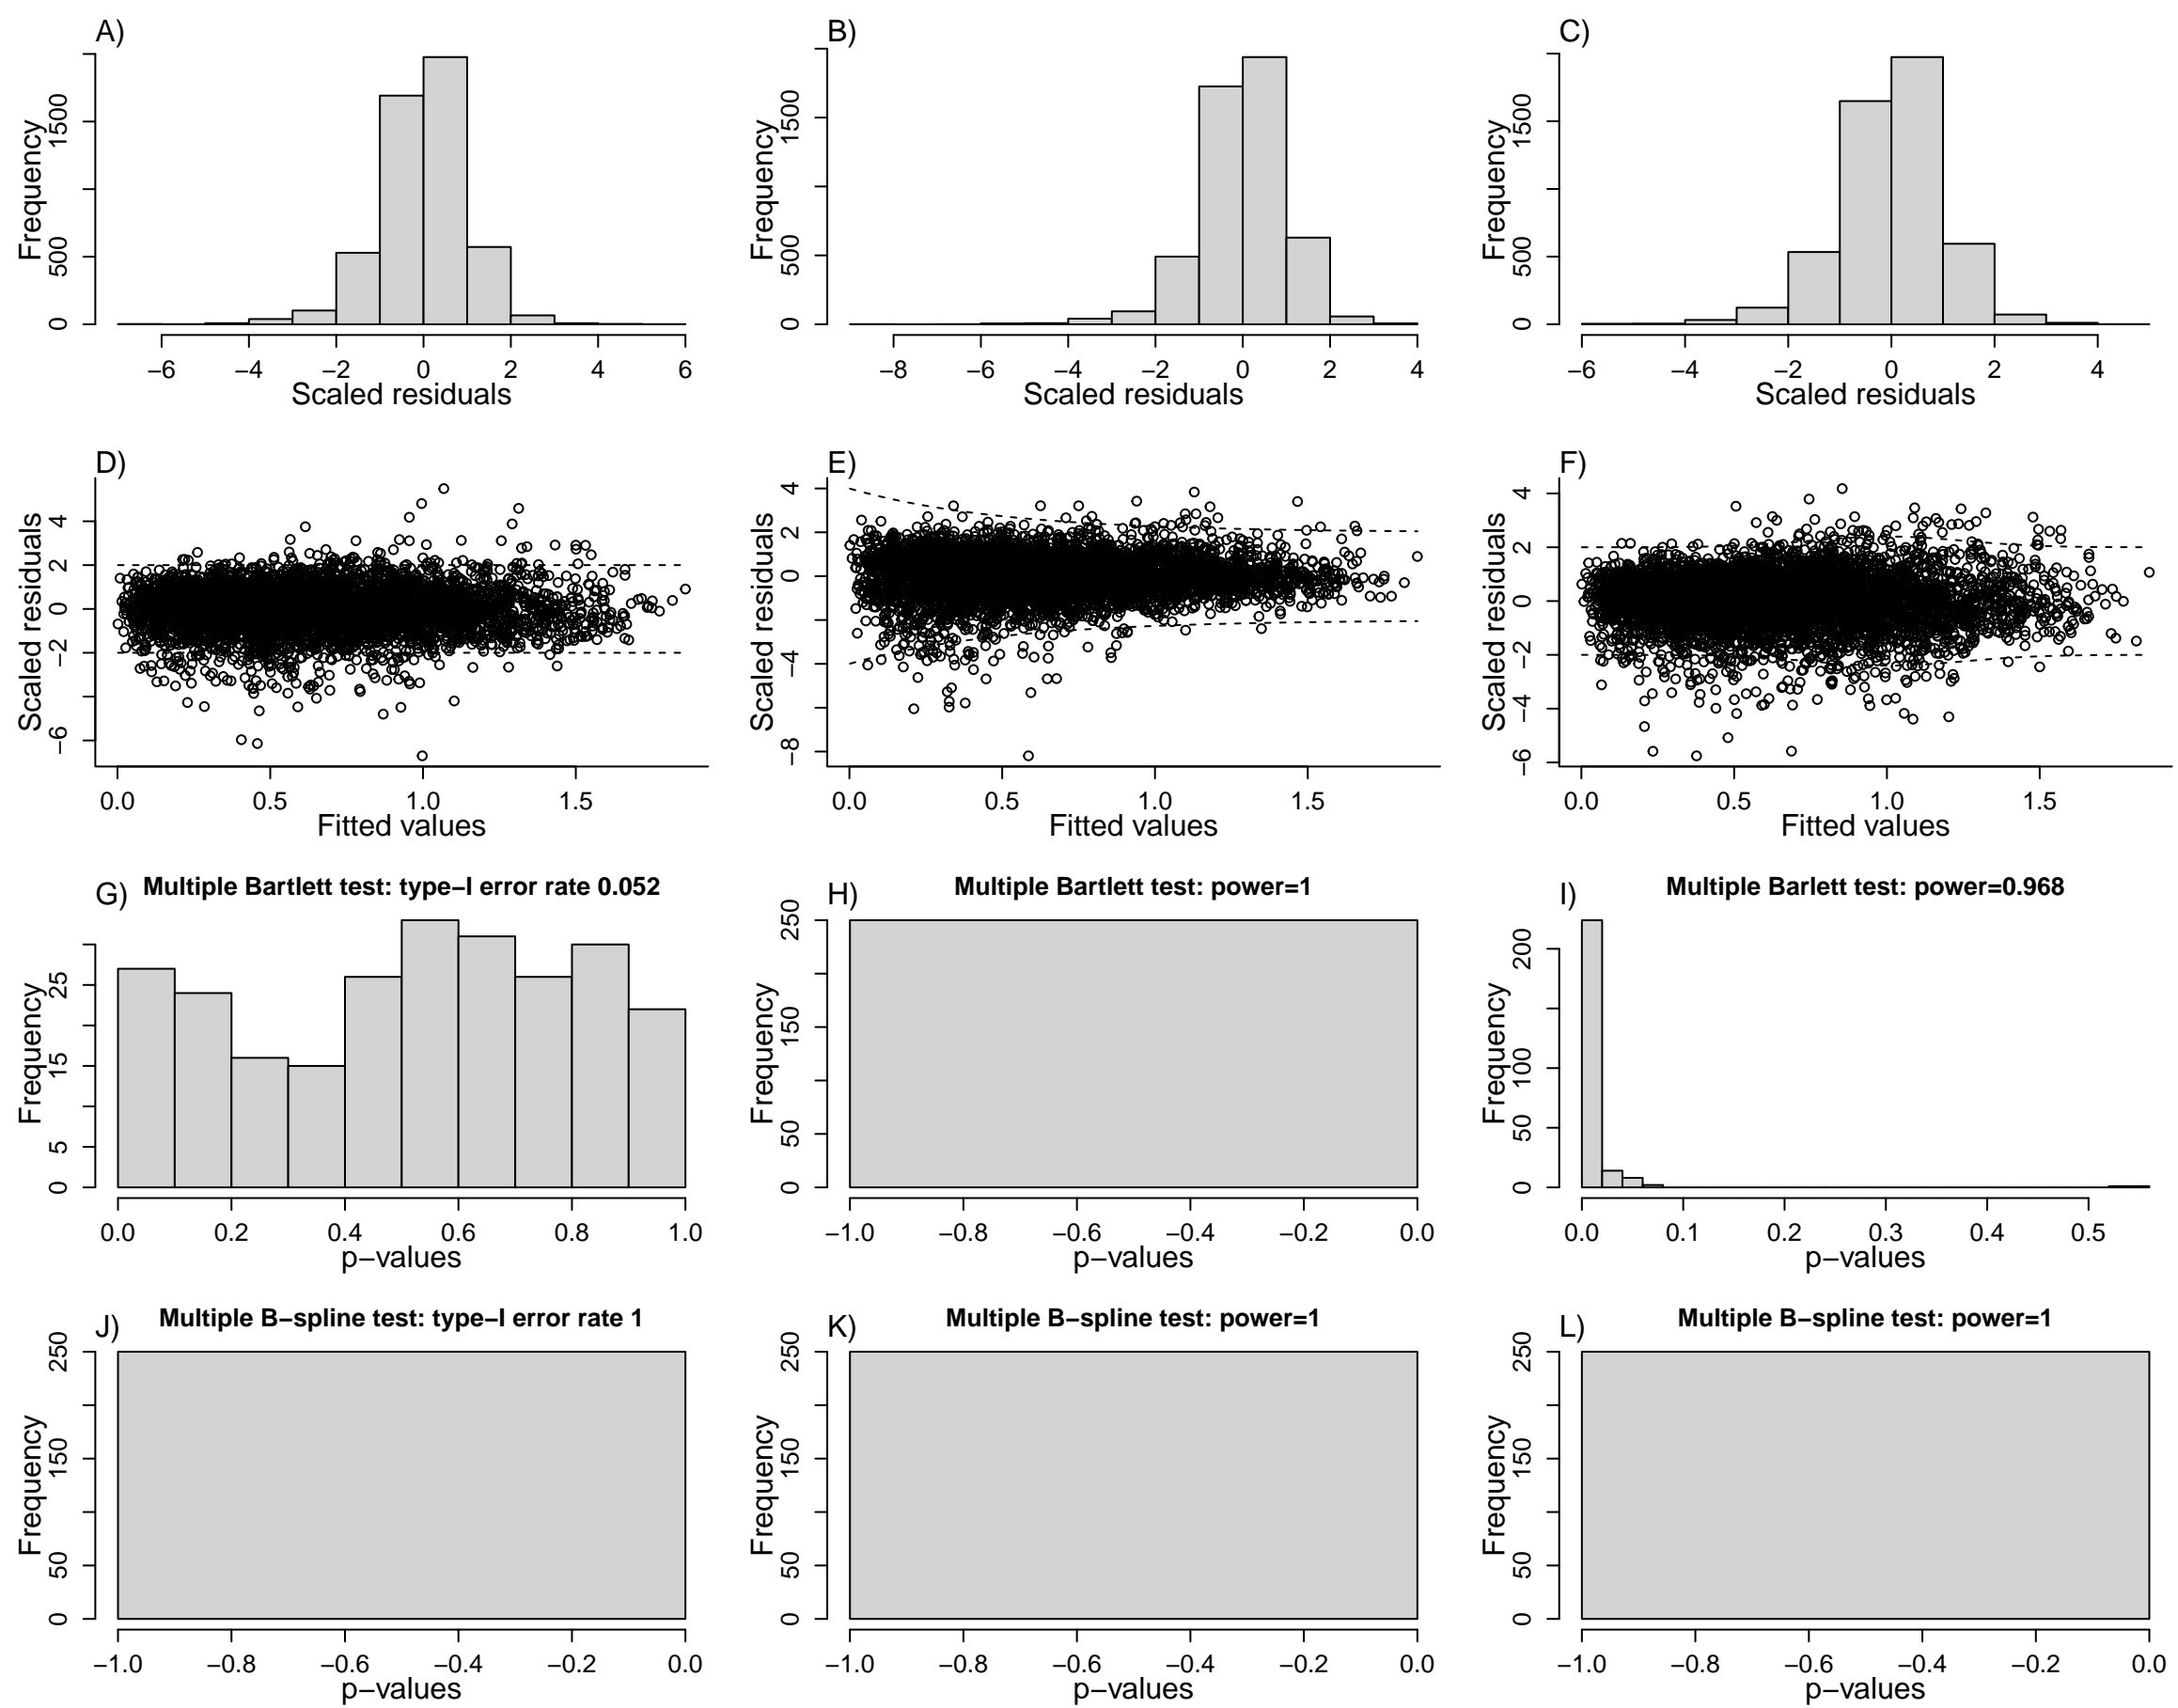 A)
Frequency
0 500 1500
−6 −4 −2 0 2 4 6
Scaled residuals
B)
Frequency
0 500 1500
−8 −6 −4 −2 0 2 4
Scaled residuals
C)
Frequency
0 500 1500
−6 −4 −2 0 2 4
Scaled residuals
D)
Scaled residuals
−6 −2 0 2 4
0.0 0.5 1.0 1.5
Fitted values
E)
Scaled residuals
−8 −4 0 2 4
0.0 0.5 1.0 1.5
Fitted values
F)
Scaled residuals
−6 −4 −2 0 2 4
0.0 0.5 1.0 1.5
Fitted values
G)
Multiple Bartlett test: type−I error rate 0.052
Frequency
0 5 15 25
0.0 0.2 0.4 0.6 0.8 1.0
p−values
H)
Multiple Bartlett test: power=1
Frequency
0 50 150 250
−1.0 −0.8 −0.6 −0.4 −0.2 0.0
p−values
I)
Multiple Barlett test: power=0.968
Frequency
0 50 100 200
0.0 0.1 0.2 0.3 0.4 0.5
p−values
J)
Multiple B−spline test: type−I error rate 1
Frequency
0 50 150 250
−1.0 −0.8 −0.6 −0.4 −0.2 0.0
p−values
K)
Multiple B−spline test: power=1
Frequency
0 50 150 250
−1.0 −0.8 −0.6 −0.4 −0.2 0.0
p−values
L)
Multiple B−spline test: power=1
Frequency
0 50 150 250
−1.0 −0.8 −0.6 −0.4 −0.2 0.0
p−values